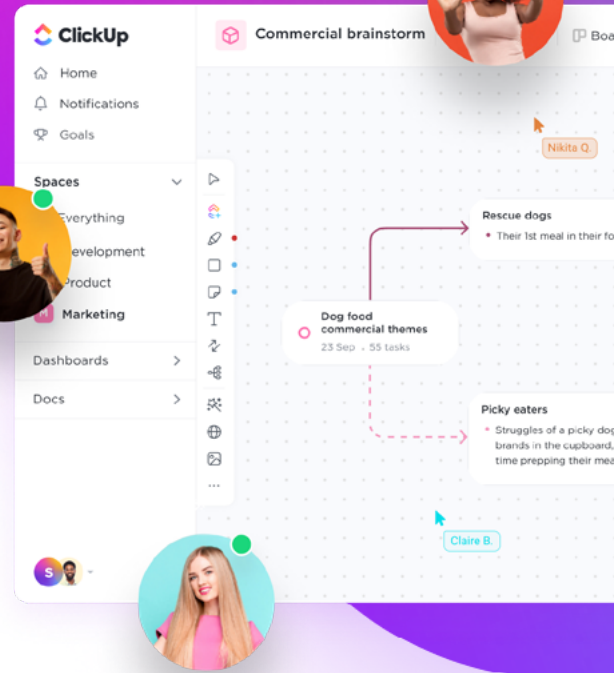 ClickUp
Commercial brainstorm
Boa
Home
Notifications
Goals
Nikita Q.
Spaces
Everything
evelopment
Product
M Marketing
Rescue dogs
Their 1st meal in their fo
Dog food
commercial themes
23 Sep . 55 tasks
Dashboards
Docs
Picky eaters
Struggles of a picky dog
brands in the cupboard,
time prepping their mea
Claire B.
S